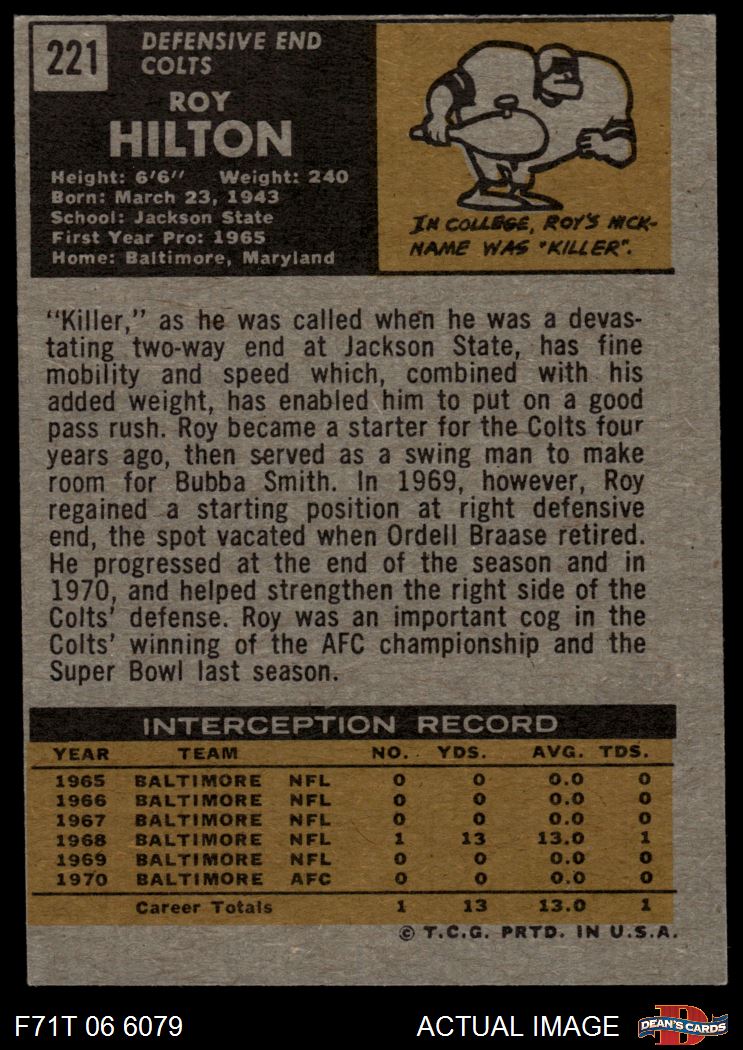 221
DEFENSIVE END
COLTS
ROY
HILTON
Height: 6'6" Weight: 240
Born: March 23, 1943
School: Jackson State
First Year Pro: 1965
Home: Baltimore, Maryland
IN COLLEGE, ROY'S NICK-
NAME WAS "KILLER".
"Killer," as he was called when he was a devas-
tating two-way end at Jackson State, has fine
mobility and speed which, combined with his
added weight, has enabled him to put on a good
pass rush. Roy became a starter for the Colts four
years ago, then served as a swing man to make
room for Bubba Smith. In 1969, however, Roy
regained a starting position at right defensive
end, the spot vacated when Ordell Braase retired.
He progressed at the end of the season and in
1970, and helped strengthen the right side of the
Colts' defense. Roy was an important cog in the
Colts' winning of the AFC championship and the
Super Bowl last season.
INTERCEPTION RECORD
YEAR TEAM NO. YDS. AVG. TDS.
1965 BALTIMORE NFL 0 0 0.0 0
1966 BALTIMORE NFL 0 0 0.0 0
1967 BALTIMORE NFL 0 0 0.0 0
1968 BALTIMORE NFL 1 13 13.0 1
1969 BALTIMORE NFL 0 0 0.0 0
1970 BALTIMORE AFC 0 0 0.0 0
Career Totals 1 13 13.0 1
© T.C.G. PRTD. IN U.S.A.
F71T 06 6079 ACTUAL IMAGE D DEAN'S CARDS